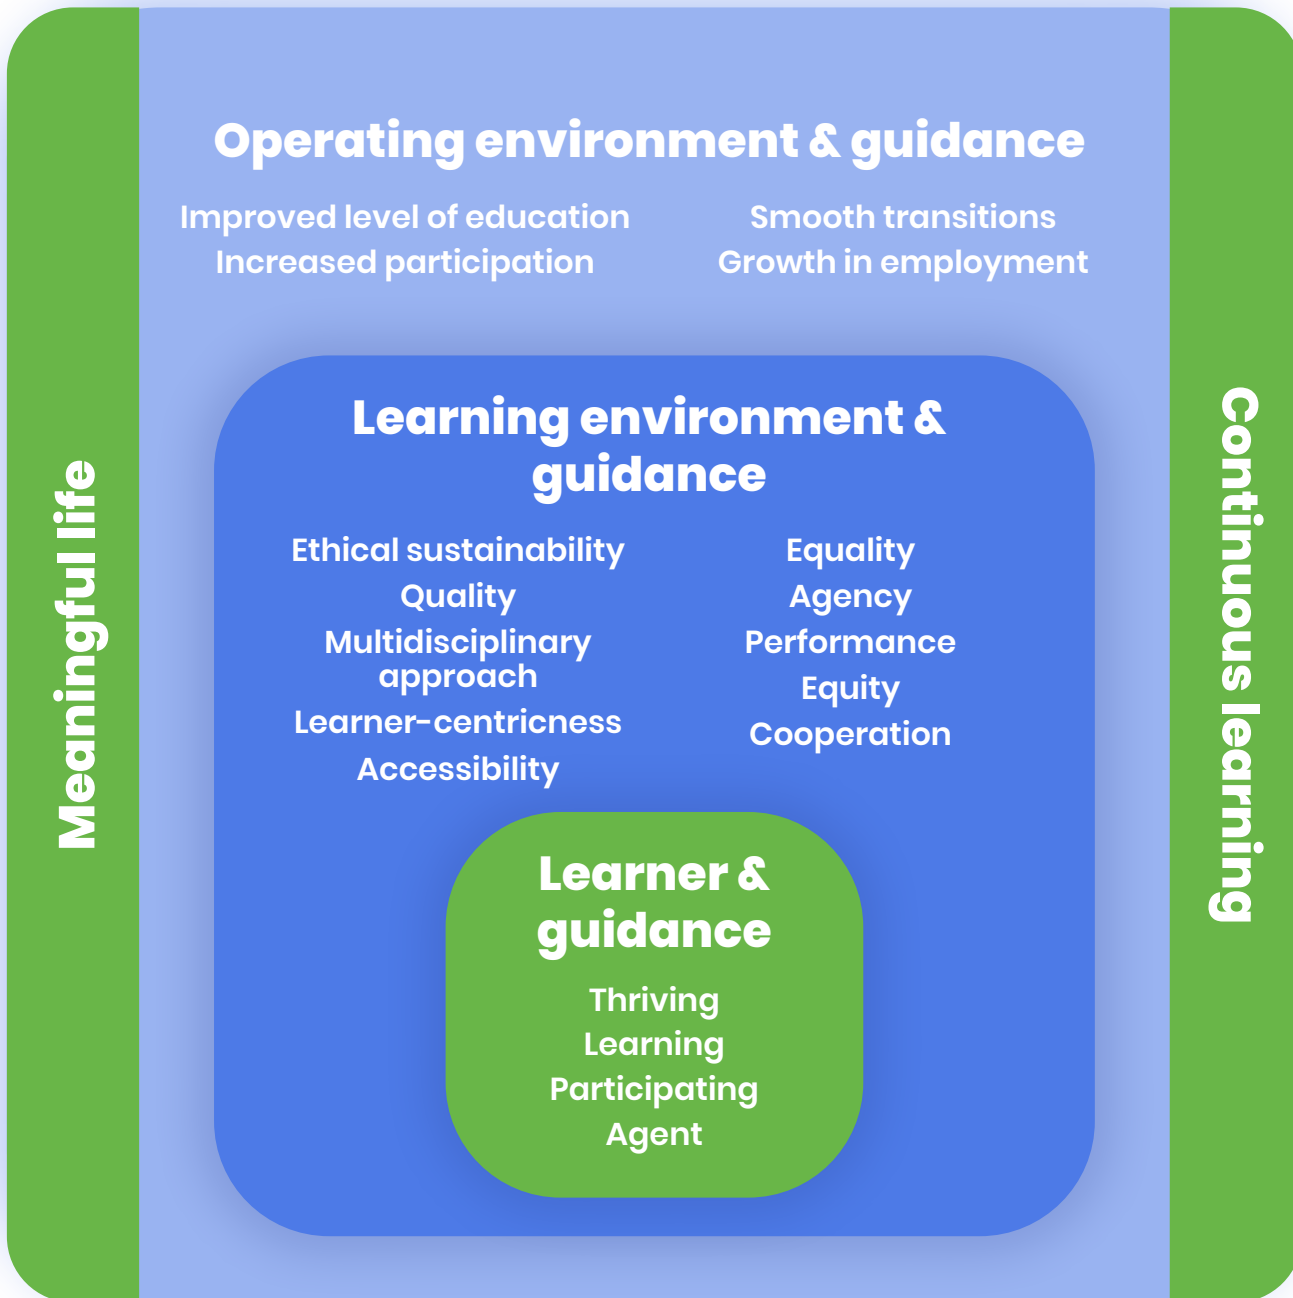 Operating environment & guidance
Improved level of education
Increased participation
Smooth transitions
Growth in employment
Learning environment &
guidance
Ethical sustainability
Quality
Multidisciplinary
approach
Learner-centricness
Accessibility
Equality
Agency
Performance
Equity
Cooperation
Learner &
guidance
Thriving
Learning
Participating
Agent
Meaningful life
Continuous learning